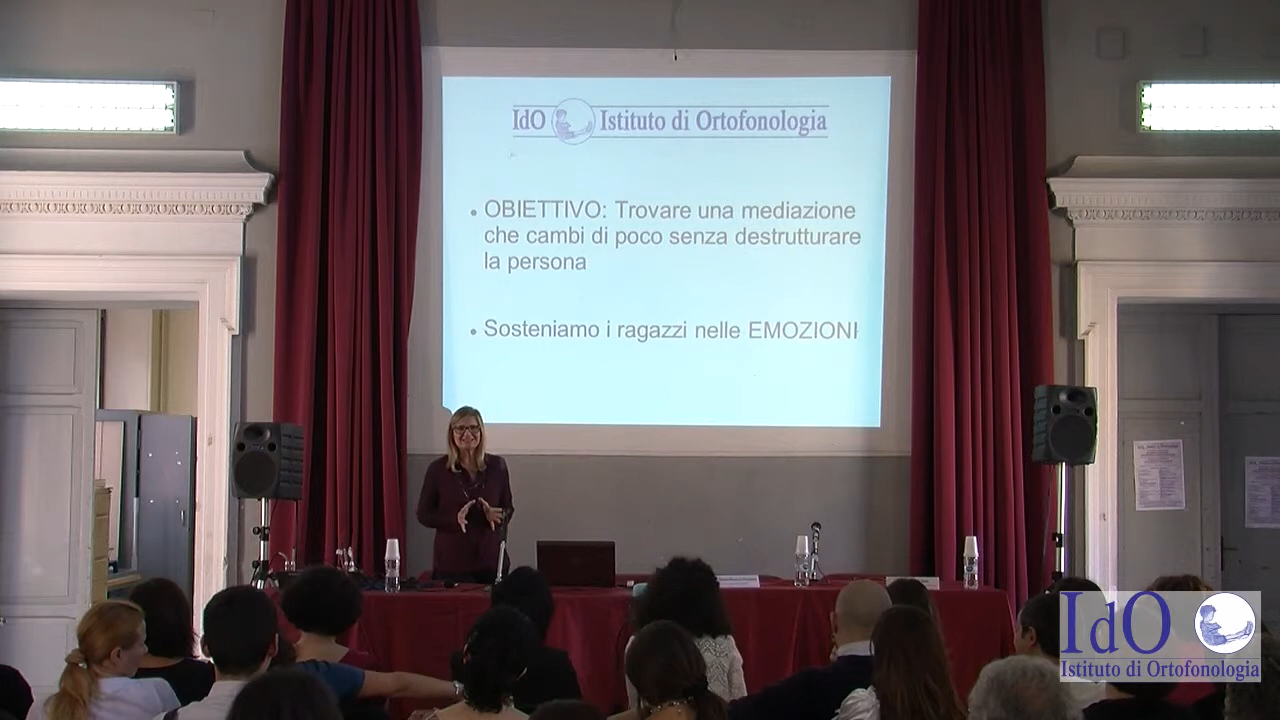 IdO Istituto di Ortofonologia
• OBIETTIVO: Trovare una mediazione
che cambi di poco senza destrutturare
la persona
• Sosteniamo i ragazzi nelle EMOZIONI
IdO
Istituto di Ortofonologia